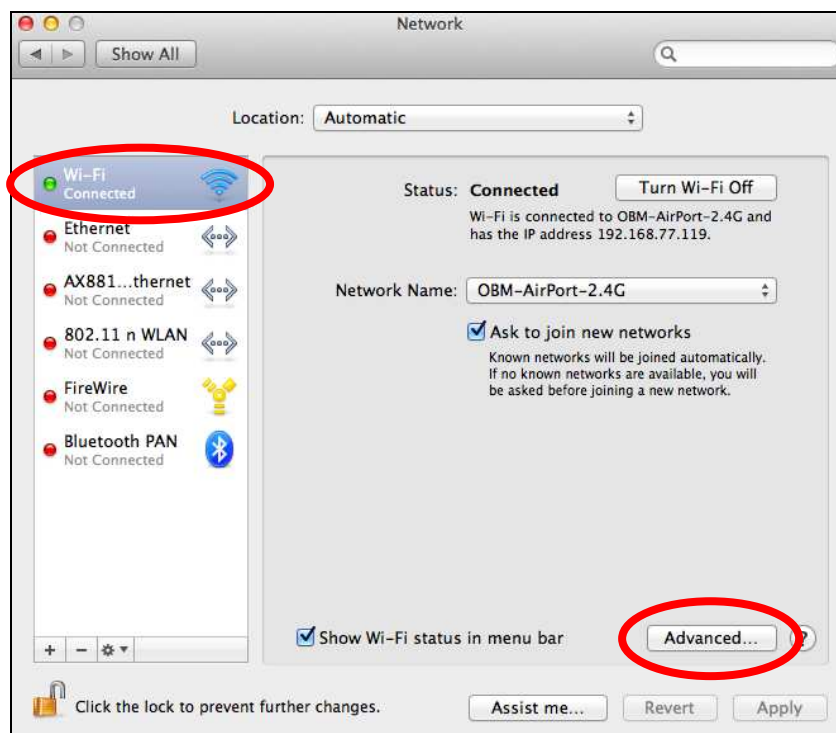 Network
Show All
Location: Automatic
Wi-Fi
Connected
Ethernet
Not Connected
AX881...thernet
Not Connected
802.11 n WLAN
Not Connected
FireWire
Not Connected
Bluetooth PAN
Not Connected
Status: Connected Turn Wi-Fi Off
Wi-Fi is connected to OBM-AirPort-2.4G and
has the IP address 192.168.77.119.
Network Name: OBM-AirPort-2.4G
Ask to join new networks
Known networks will be joined automatically.
If no known networks are available, you will
be asked before joining a new network.
Show Wi-Fi status in menu bar Advanced... ?
Click the lock to prevent further changes. Assist me... Revert Apply